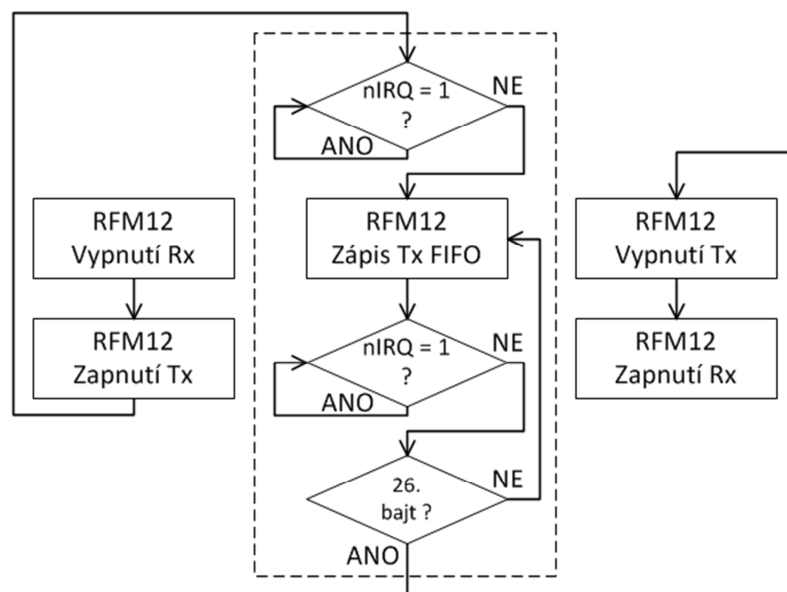 RFM12
Vypnutí Rx
RFM12
Zapnutí Tx
nIRQ = 1
?
NE
ANO
RFM12
Zápis Tx FIFO
nIRQ = 1
?
NE
ANO
26.
bajt ?
NE
ANO
RFM12
Vypnutí Tx
RFM12
Zapnutí Rx